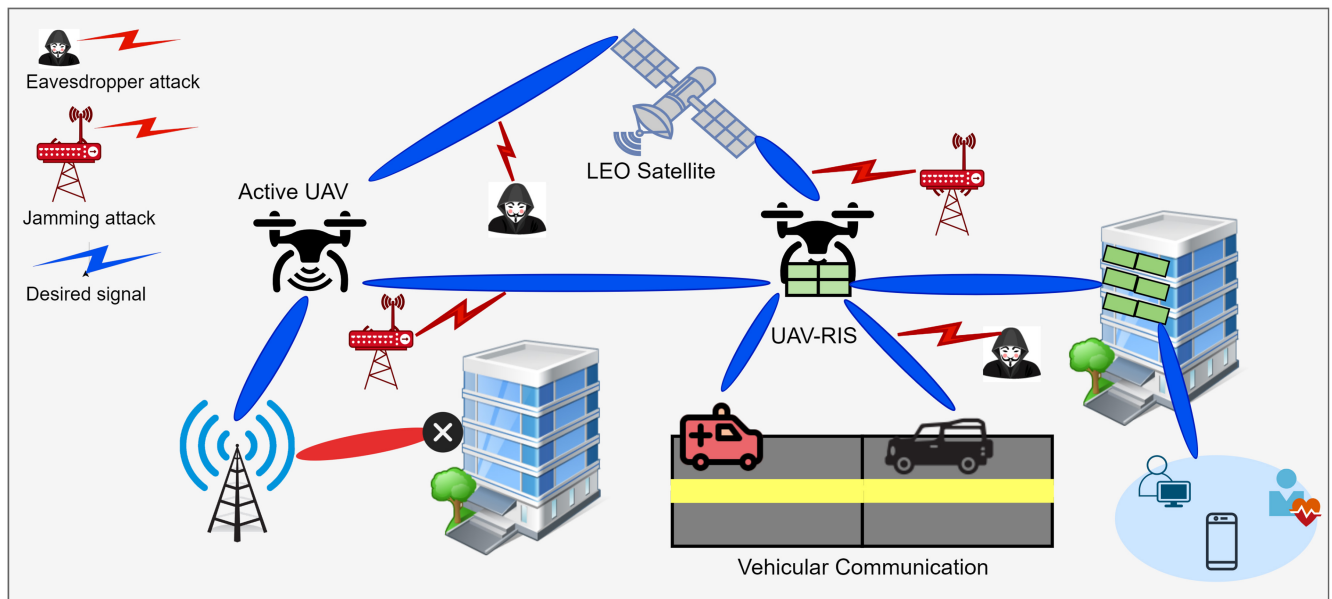 Eavesdropper attack
LEO Satellite
Active UAV
Jamming attack
Desired signal
UAV-RIS
Vehicular Communication